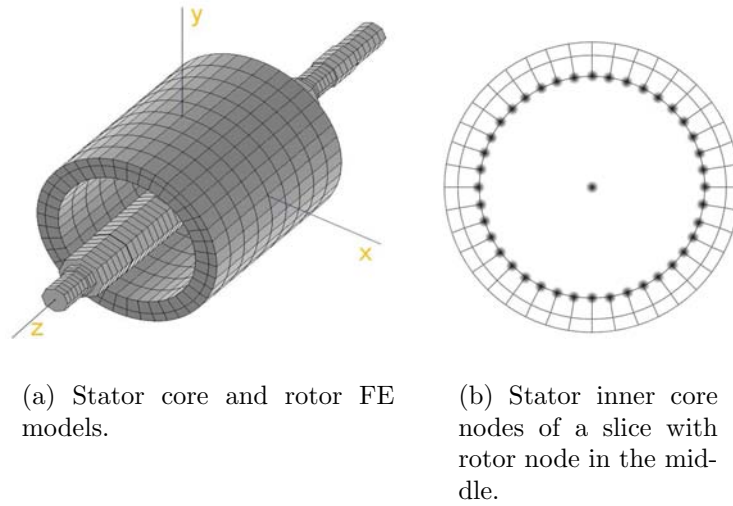 y
x
z
(a) Stator core and rotor FE
models.
(b) Stator inner core
nodes of a slice with
rotor node in the mid-
dle.